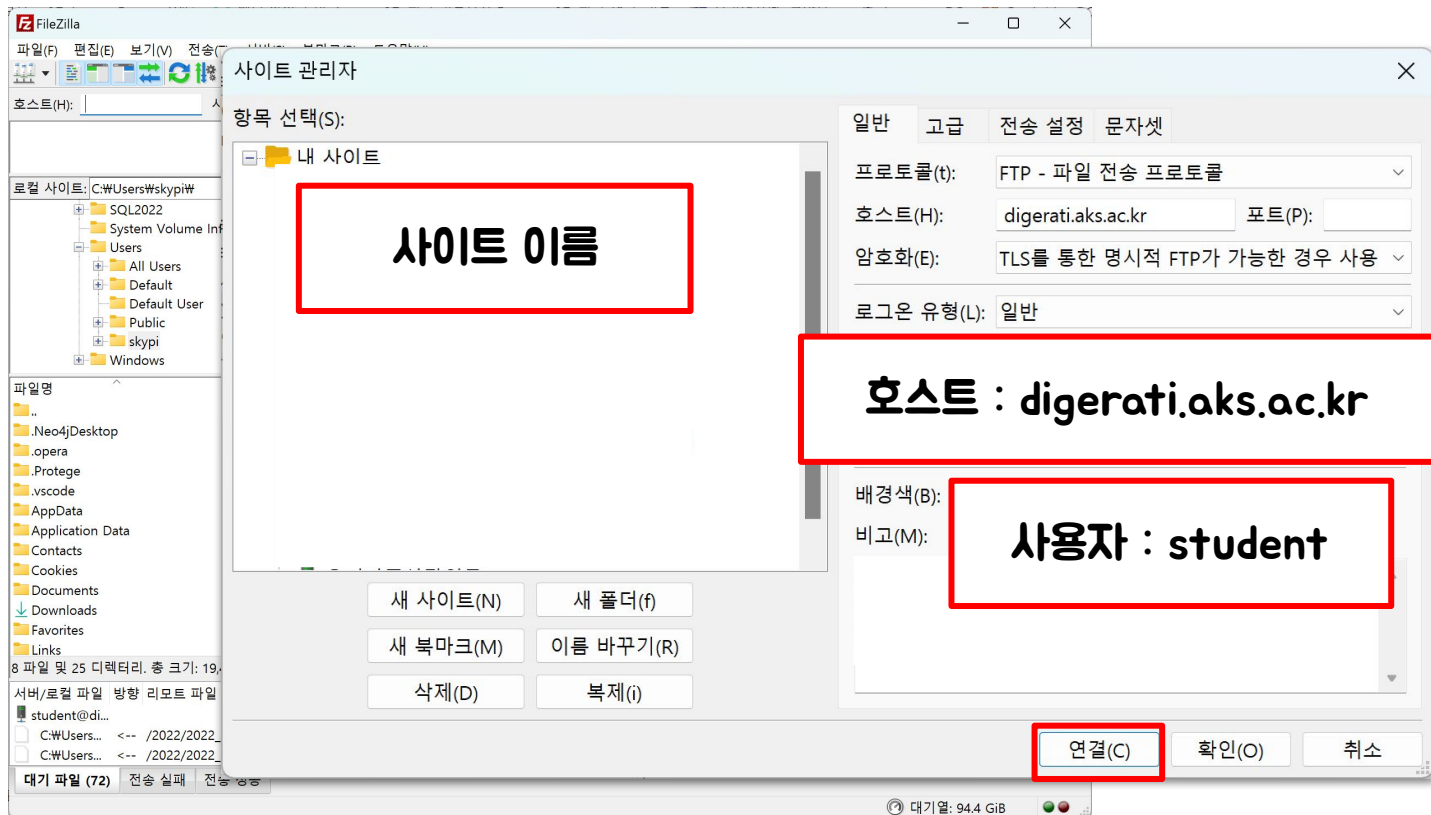 FileZilla
파일(F) 편집(E) 보기(V)
호스트(H):
로컬 사이트: C:₩Users₩skypi₩
SQL2022
System Volume Inf
Users
All Users
Default
Default User
Public
skypi
Windows
파일명
..
.Neo4jDesktop
.opera
.Protege
.vscode
AppData
Application Data
Contacts
Cookies
Documents
Downloads
Favorites
Links
8 파일 및 25 디렉터리. 총 크기: 19,
서버/로컬 파일 방향 리모트 파일
student@di...
C:₩Users... <-- /2022/2022_
C:₩Users... <-- /2022/2022_
대기 파일 (72) 전송 실패
대기열: 94.4 GiB
사이트 관리자
항목 선택(S):
내 사이트
사이트 이름
새 사이트(N) 새 폴더(f)
새 북마크(M) 이름 바꾸기(R)
삭제(D) 복제(i)
일반 고급 전송 설정 문자셋
프로토콜(t): FTP - 파일 전송 프로토콜
호스트(H): digerati.aks.ac.kr 포트(P):
암호화(E): TLS를 통한 명시적 FTP가 가능한 경우 사용
로그온 유형(L): 일반
호스트 : digerati.aks.ac.kr
배경색(B):
비고(M):
사용자 : student
연결(C) 확인(O) 취소